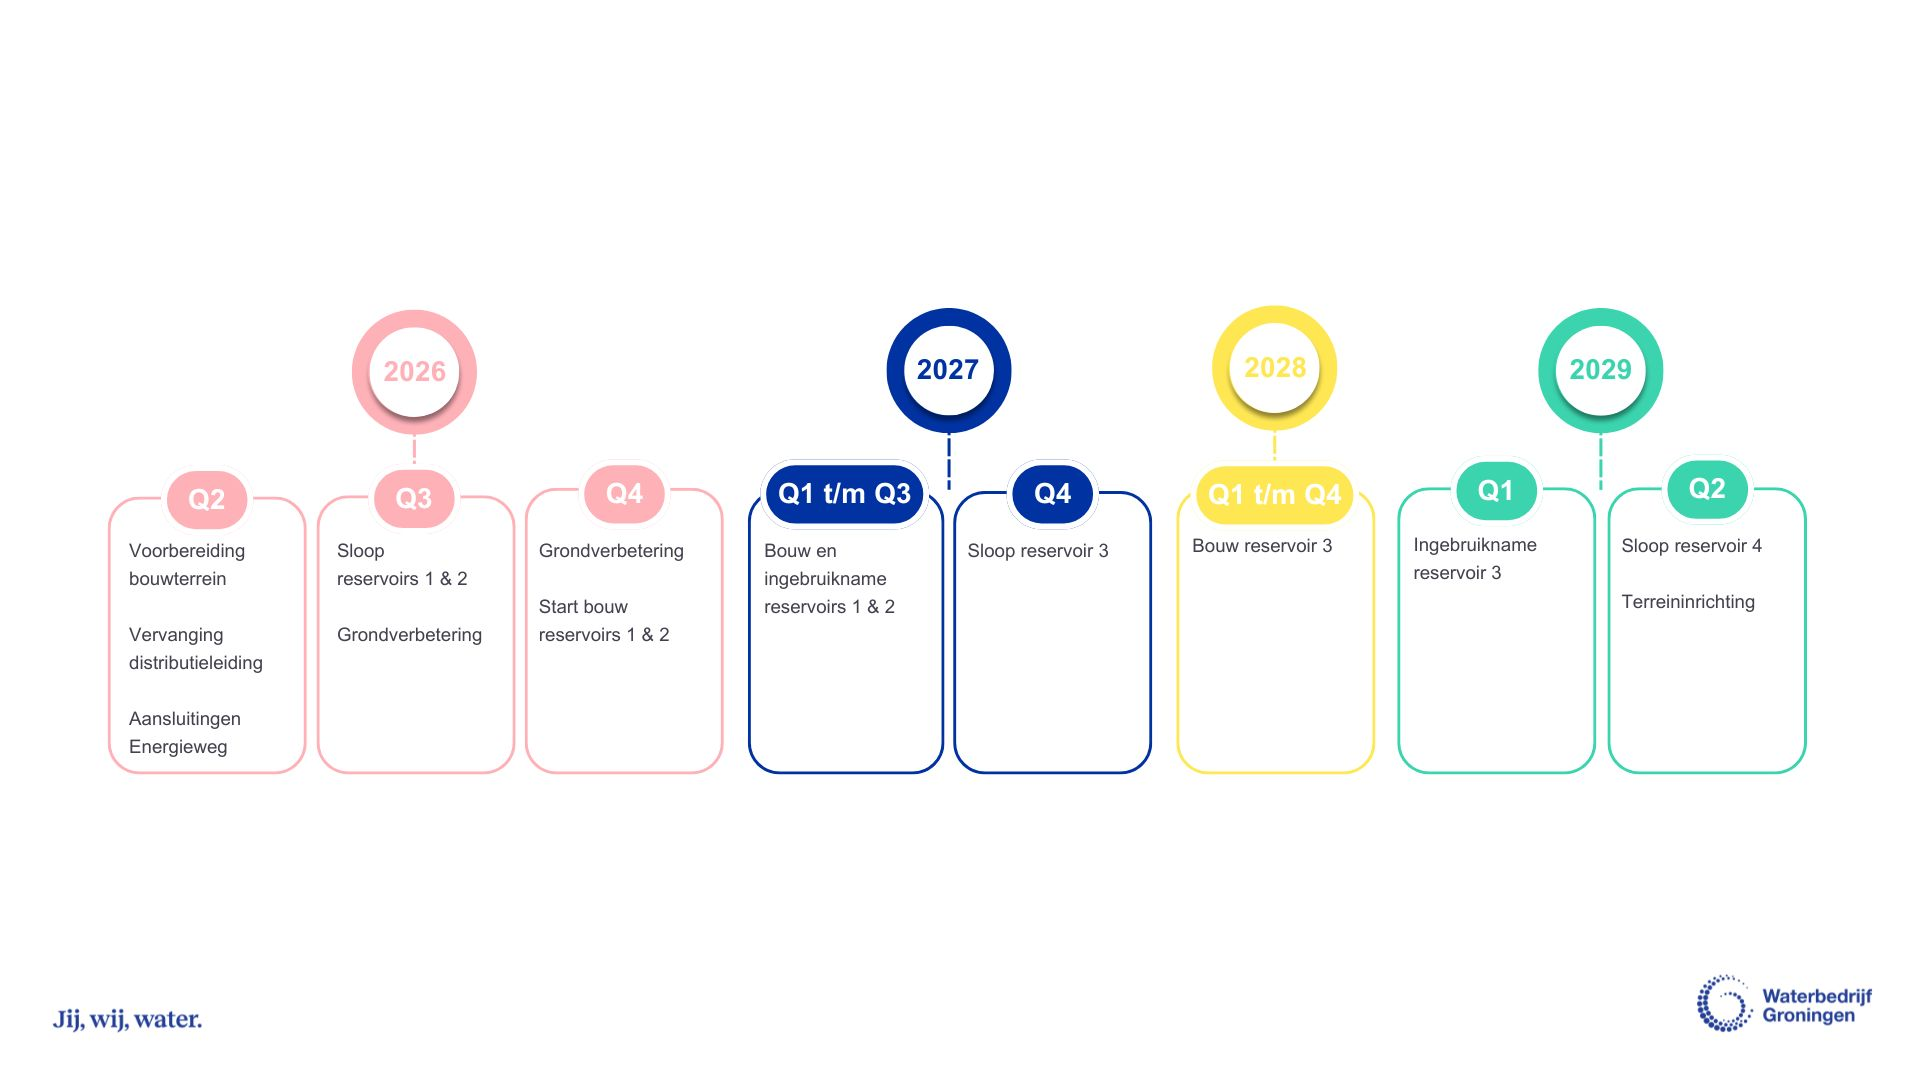 2026
2027
2028
2029
Q2
Voorbereiding
bouwterrein
Vervanging
distributieleiding
Aansluitingen
Energieweg
Q3
Sloop
reservoirs 1 & 2
Grondverbetering
Q4
Grondverbetering
Start bouw
reservoirs 1 & 2
Q1 t/m Q3
Bouw en
ingebruikname
reservoirs 1 & 2
Q4
Sloop reservoir 3
Q1 t/m Q4
Bouw reservoir 3
Q1
Ingebruikname
reservoir 3
Q2
Sloop reservoir 4
Terreininrichting
Jij, wij, water.
Waterbedrijf
Groningen